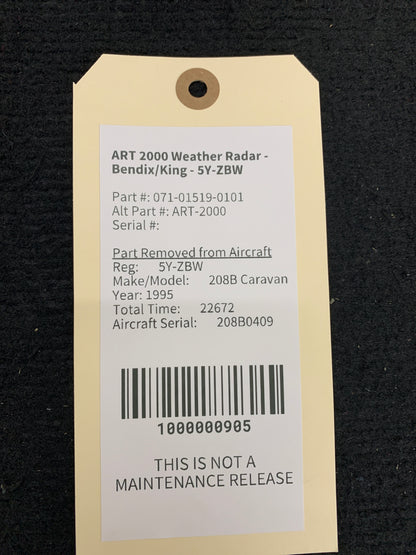 ART 2000 Weather Radar -
Bendix/King - 5Y-ZBW
Part #: 071-01519-0101
Alt Part #: ART-2000
Serial #:
Part Removed from Aircraft
Reg: 5Y-ZBW
Make/Model: 208B Caravan
Year: 1995
Total Time: 22672
Aircraft Serial: 208B0409
1000000905
THIS IS NOT A
MAINTENANCE RELEASE